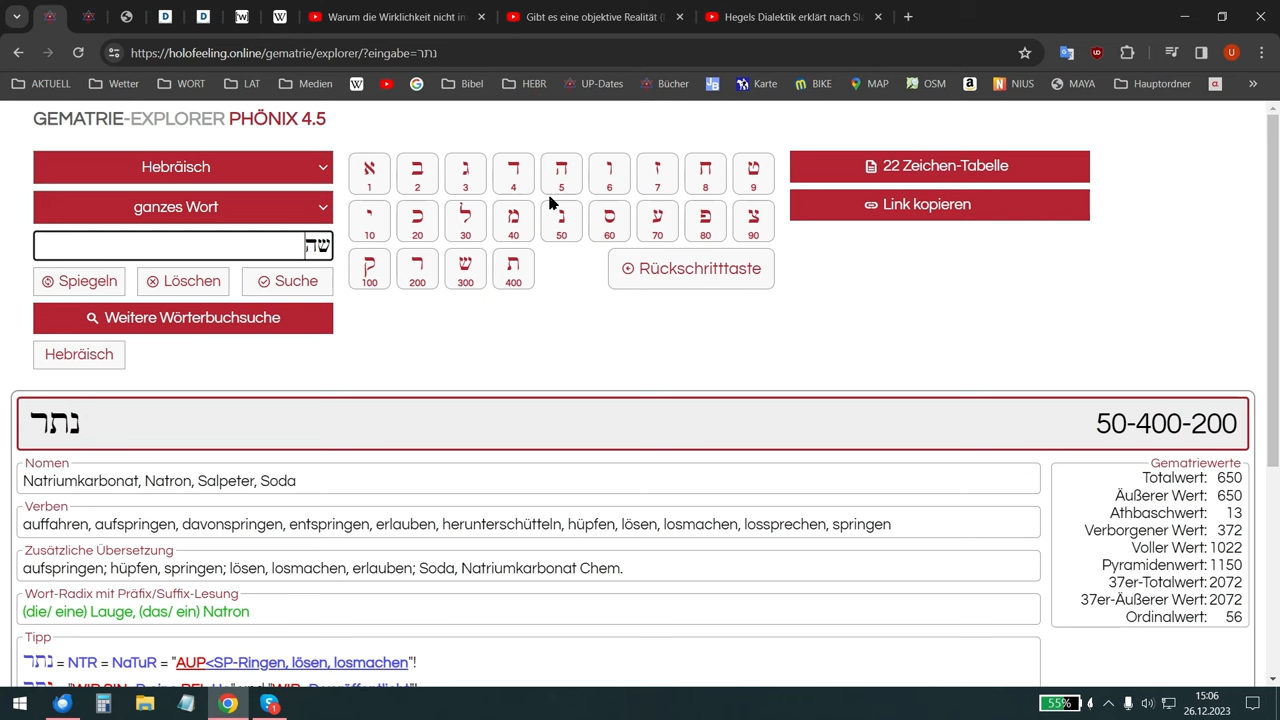 Warum die Wirklichkeit nicht in
Gibt es eine objektive Realität (
Hegels Dialektik erklärt nach Sl
https://holofeeling.online/gematrie/explorer/?eingabe=נתר
AKTUELL Wetter WORT LAT Medien Bibel HEBR UP-Dates Bücher Karte BIKE MAP OSM NIUS MAYA Hauptordner
GEMATRIE-EXPLORER PHÖNIX 4.5
Hebräisch
ganzes Wort
שה
Spiegeln Löschen Suche
Weitere Wörterbuchsuche
Hebräisch
א ב ג ד ה ו ז ח ט
1 2 3 4 5 6 7 8 9
י כ ל מ נ ס ע פ צ
10 20 30 40 50 60 70 80 90
ק ר ש ת
100 200 300 400
Rückschritttaste
22 Zeichen-Tabelle
Link kopieren
נתר 50-400-200
Nomen
Natriumkarbonat, Natron, Salpeter, Soda
Verben
auffahren, aufspringen, davonspringen, entspringen, erlauben, herunterschütteln, hüpfen, lösen, losmachen, lossprechen, springen
Zusätzliche Übersetzung
aufspringen; hüpfen, springen; lösen, losmachen, erlauben; Soda, Natriumkarbonat Chem.
Wort-Radix mit Präfix/Suffix-Lesung
(die/ eine) Lauge, (das/ ein) Natron
Tipp
נתר = NTR = NaTuR = "AUP<SP-Ringen, lösen, losmachen"!
Gematriewerte
Totalwert: 650
Äußerer Wert: 650
Athbaschwert: 13
Verborgener Wert: 372
Voller Wert: 1022
Pyramidenwert: 1150
37er-Totalwert: 2072
37er-Äußerer Wert: 2072
Ordinalwert: 56
55%
15:06
26.12.2023